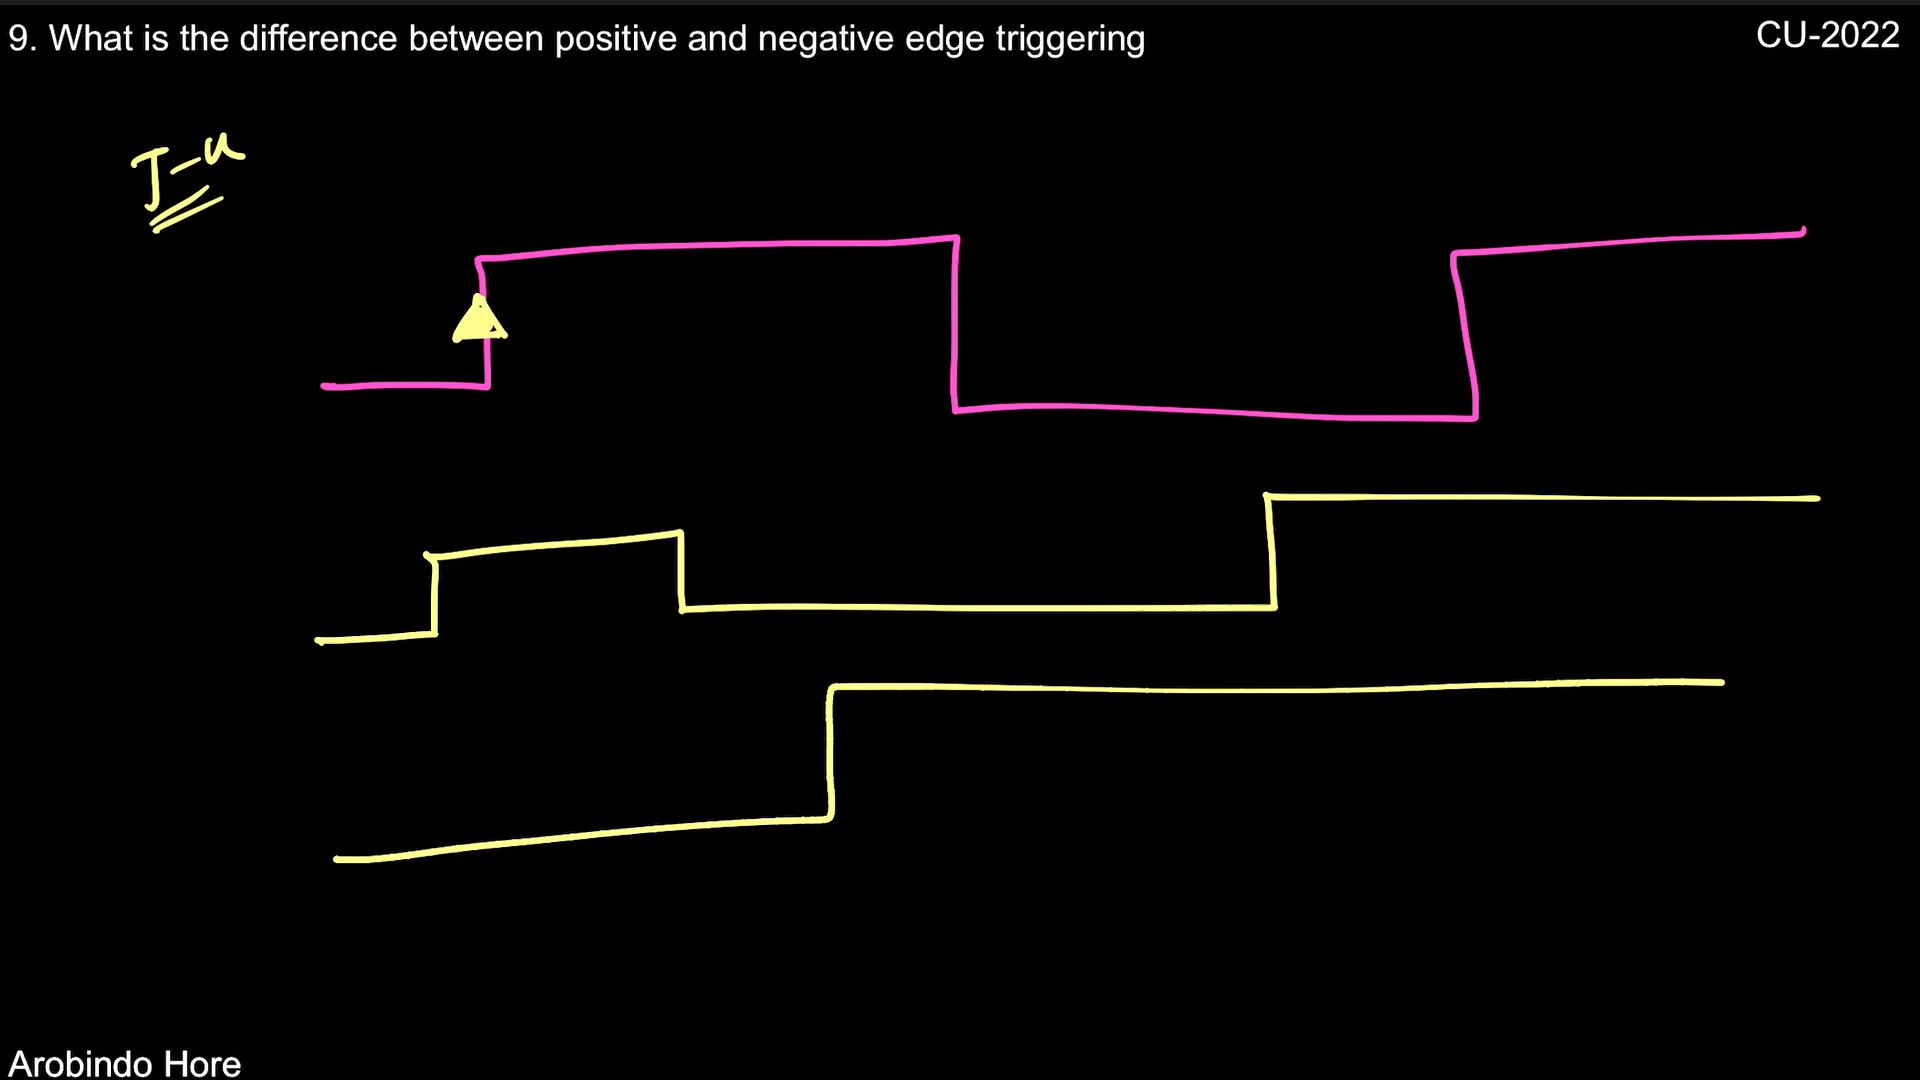 9. What is the difference between positive and negative edge triggering
CU-2022
Arobindo Hore